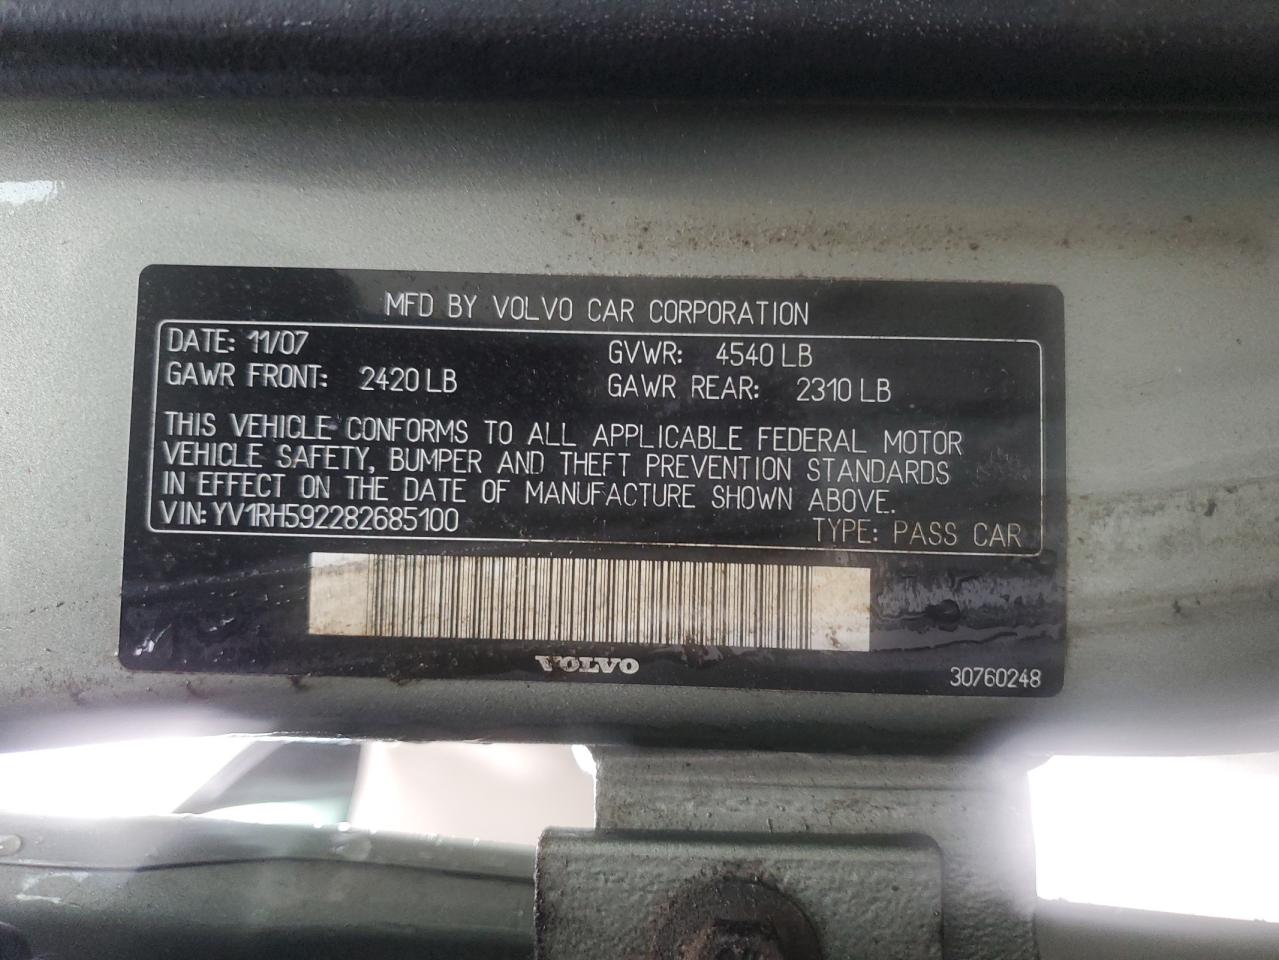 MFD BY VOLVO CAR CORPORATION
DATE: 11/07 GVWR: 4540 LB
GAWR FRONT: 2420 LB GAWR REAR: 2310 LB
THIS VEHICLE CONFORMS TO ALL APPLICABLE FEDERAL MOTOR
VEHICLE SAFETY, BUMPER AND THEFT PREVENTION STANDARDS
IN EFFECT ON THE DATE OF MANUFACTURE SHOWN ABOVE.
VIN: YV1RH592282685100 TYPE: PASS CAR
VOLVO
30760248